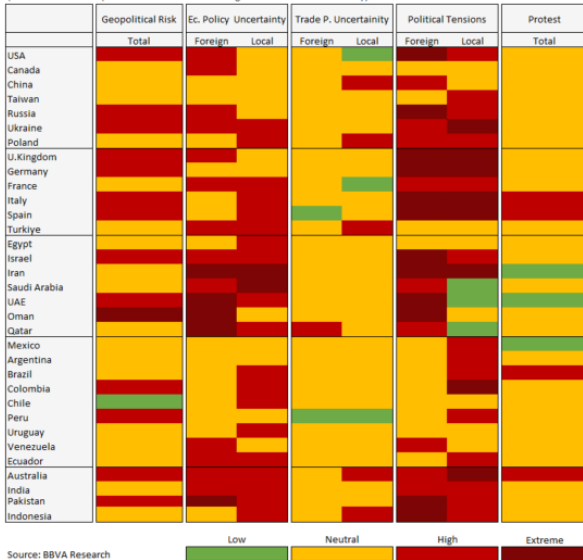 Geopolitical Risk Ec. Policy Uncertainty Trade P. Uncertainity Political Tensions Protest
Total Foreign Local Foreign Local Foreign Local Total
USA
Canada
China
Taiwan
Russia
Ukraine
Poland
U.Kingdom
Germany
France
Italy
Spain
Turkiye
Egypt
Israel
Iran
Saudi Arabia
UAE
Oman
Qatar
Mexico
Argentina
Brazil
Colombia
Chile
Peru
Uruguay
Venezuela
Ecuador
Australia
India
Pakistan
Indonesia
Low Neutral High Extreme
Source: BBVA Research